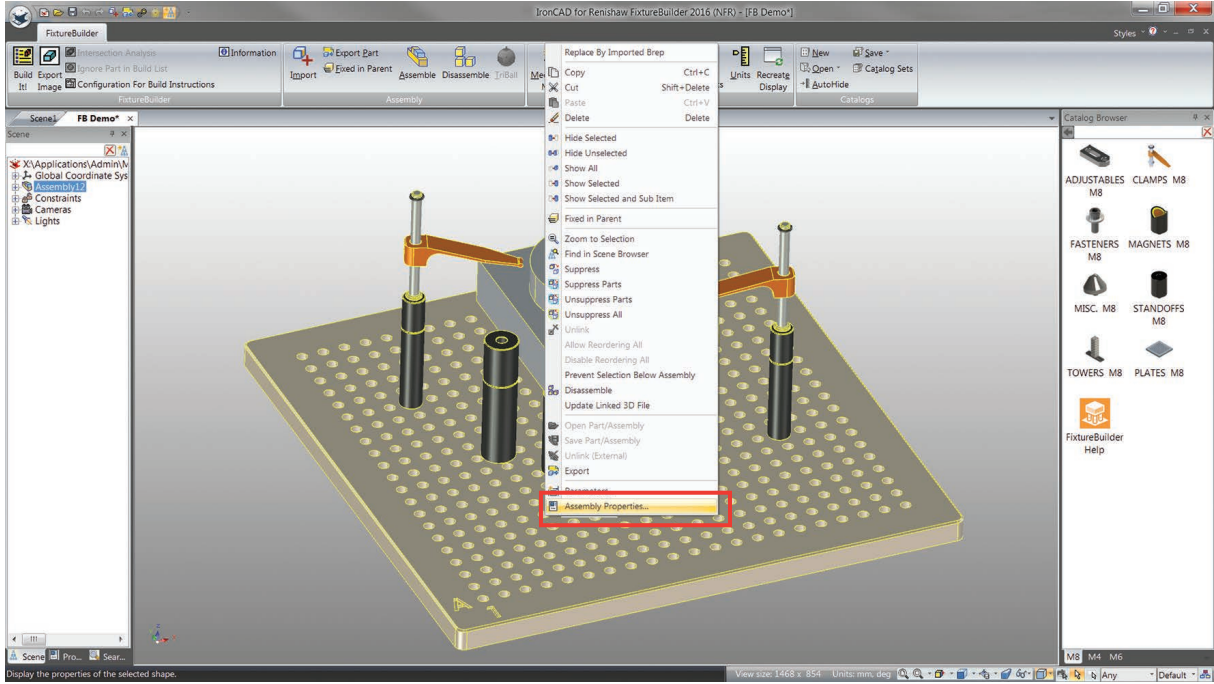 IronCAD for Renishaw FixtureBuilder 2016 (NFR) - [FB Demo*]
FixtureBuilder
Styles
Build Itl
Export Image
Intersection Analysis
Ignore Part in Build List
Configuration For Build Instructions
Information
FixtureBuilder
Import
Export Part
Fixed in Parent
Assemble
Disassemble
TriBall
Assembly
Units
Recreate Display
New
Open
AutoHide
Save
Catalog Sets
Catalogs
Scene1
FB Demo*
Scene
X:\Applications\Admin\M
Global Coordinate Sys
Assembly12
Constraints
Cameras
Lights
Replace By Imported Brep
Copy Ctrl+C
Cut Shift+Delete
Paste Ctrl+V
Delete Delete
Hide Selected
Hide Unselected
Show All
Show Selected
Show Selected and Sub Item
Fixed in Parent
Zoom to Selection
Find in Scene Browser
Suppress
Suppress Parts
Unsuppress Parts
Unsuppress All
Unlink
Allow Reordering All
Disable Reordering All
Prevent Selection Below Assembly
Disassemble
Update Linked 3D File
Open Part/Assembly
Save Part/Assembly
Unlink (External)
Export
Parameters
Assembly Properties...
A 1
Catalog Browser
ADJUSTABLES M8
CLAMPS M8
FASTENERS M8
MAGNETS M8
MISC. M8
STANDOFFS M8
TOWERS M8
PLATES M8
FixtureBuilder Help
M8 M4 M6
Scene Pro... Sear...
Display the properties of the selected shape.
View size: 1468 x 854 Units: mm, deg
Any
Default